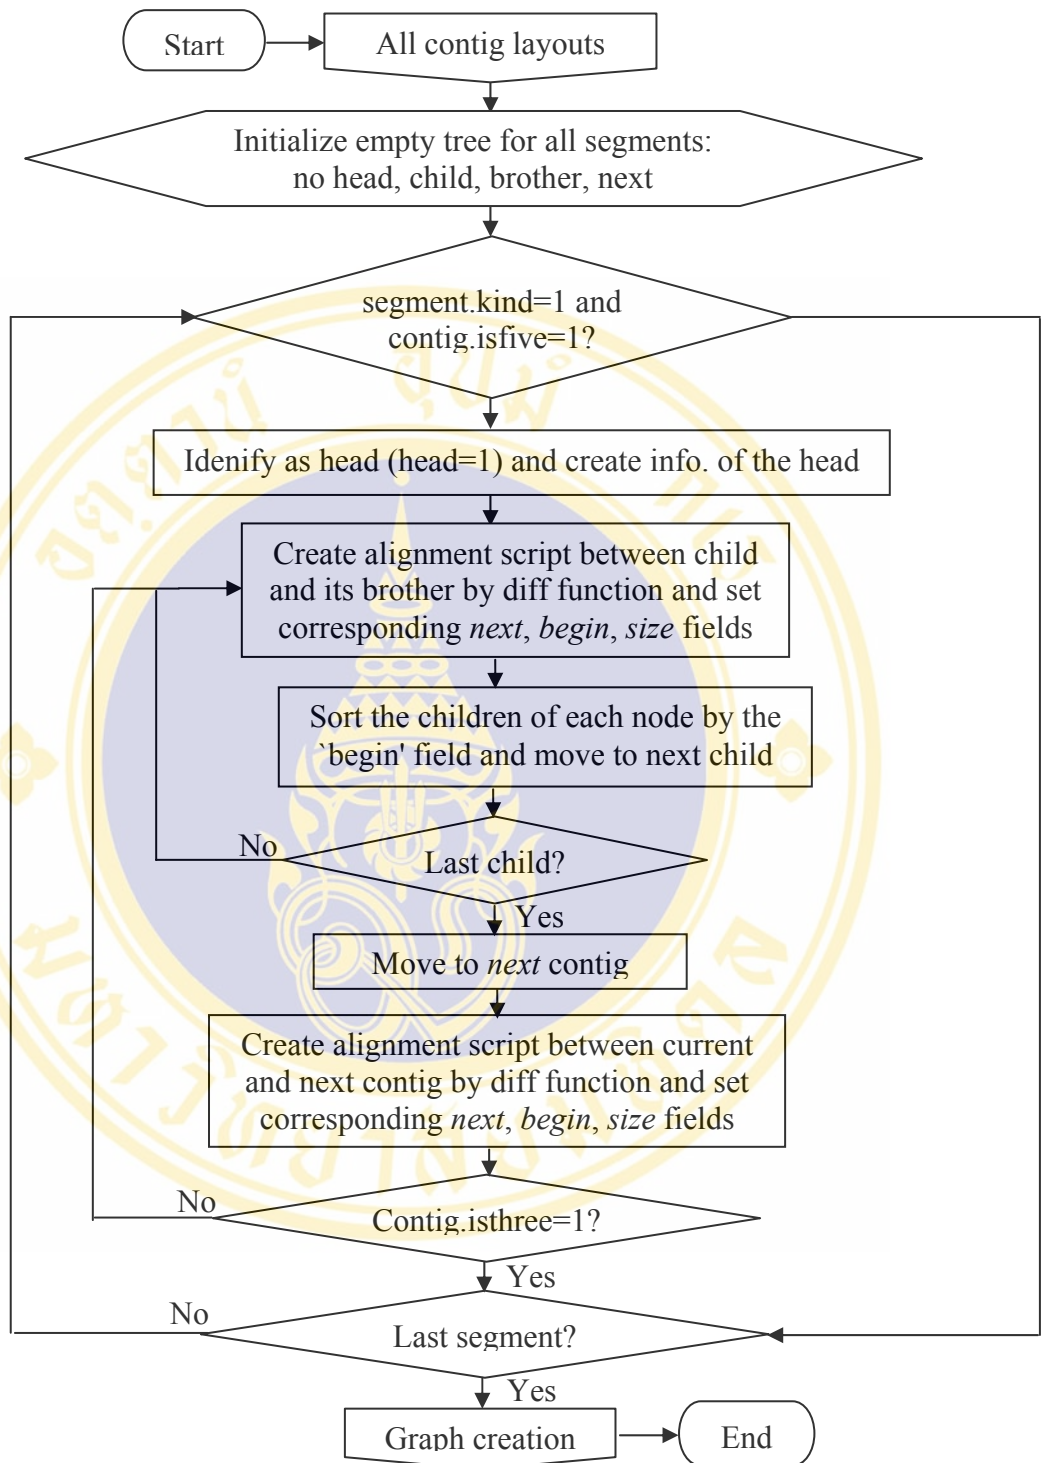 Start
All contig layouts
Initialize empty tree for all segments:
no head, child, brother, next
segment.kind=1 and
contig.isfive=1?
Idenify as head (head=1) and create info. of the head
Create alignment script between child
and its brother by diff function and set
corresponding next, begin, size fields
Sort the children of each node by the
`begin' field and move to next child
No
Last child?
Yes
Move to next contig
Create alignment script between current
and next contig by diff function and set
corresponding next, begin, size fields
No
Contig.isthree=1?
Yes
No
Last segment?
Yes
Graph creation
End